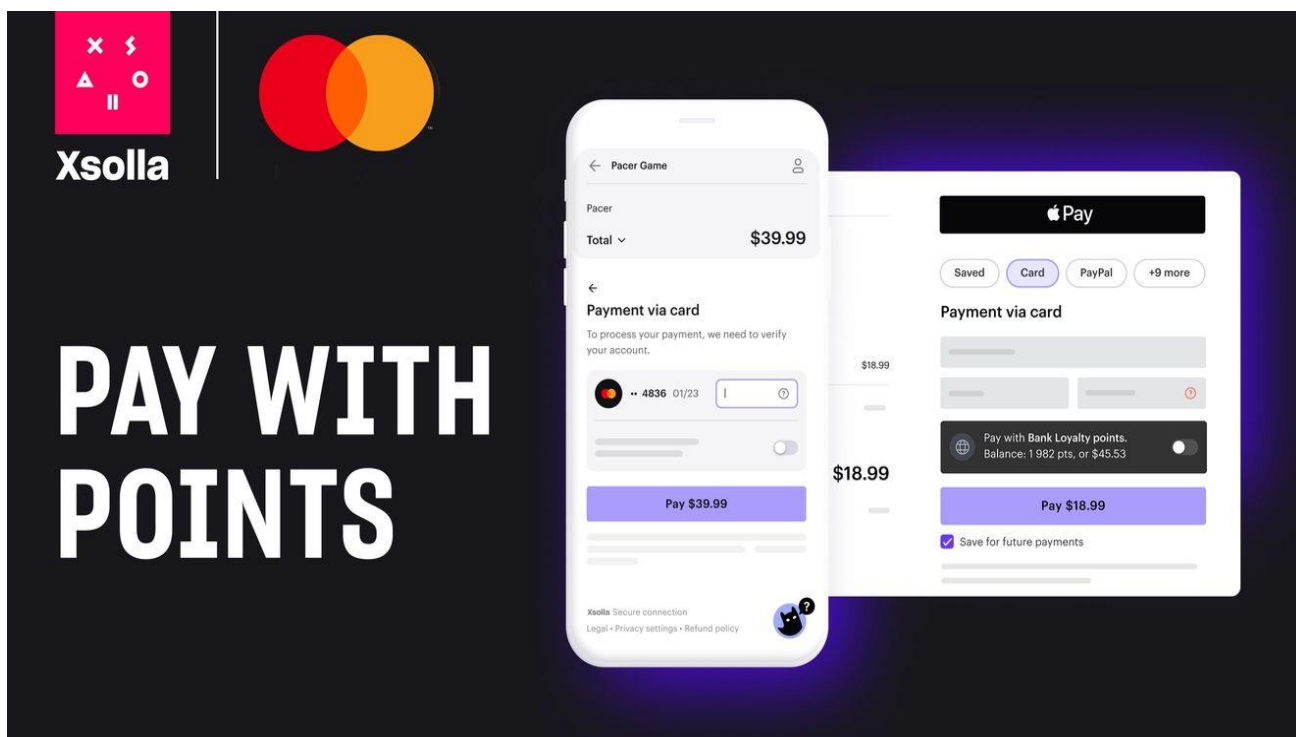 XS
O
Xsolla
PAY WITH
POINTS
Pacer Game
Pacer
Total
$39.99
Payment via card
To process your payment, we need to verify
your account.
•• 4836 01/23
Pay $39.99
Xsolla Secure connection
Legal • Privacy settings • Refund policy
?
$18.99
$18.99
Pay
Saved
Card
PayPal
+9 more
Payment via card
?
Pay with Bank Loyalty points.
Balance: 1 982 pts, or $45.53
Pay $18.99
Save for future payments